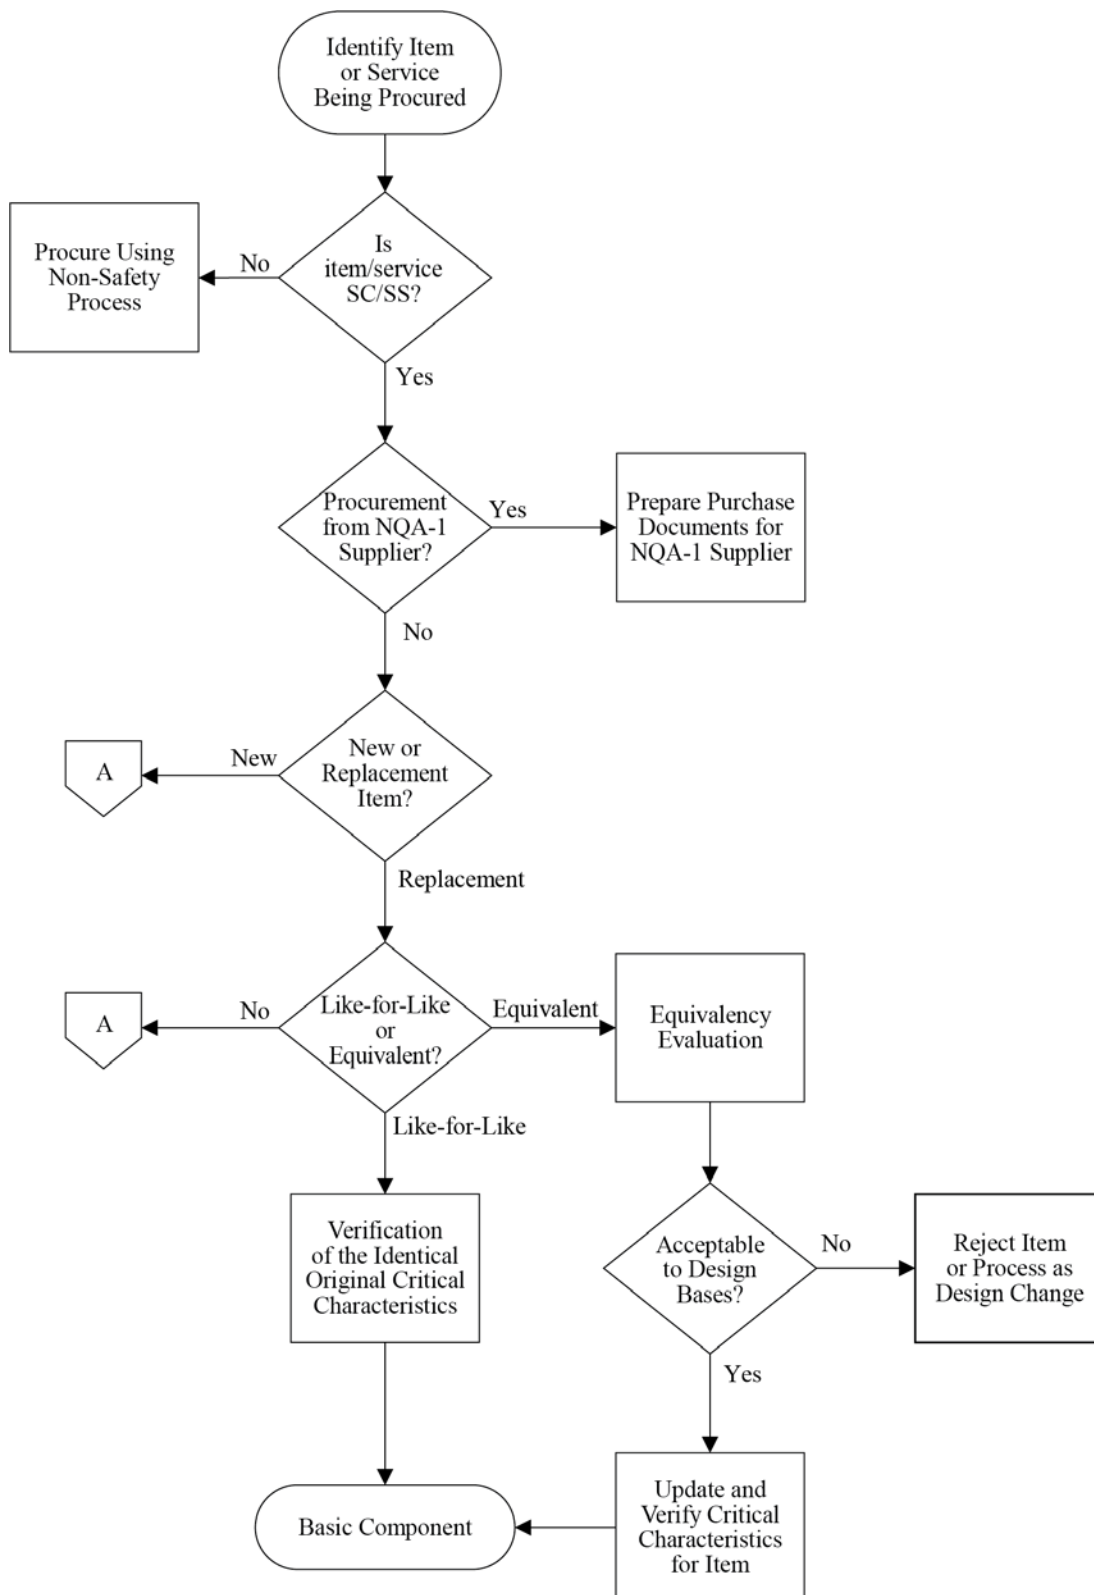 Identify Item
or Service
Being Procured
Is
item/service
SC/SS?
No
Procure Using
Non-Safety
Process
Yes
Procurement
from NQA-1
Supplier?
Yes
Prepare Purchase
Documents for
NQA-1 Supplier
No
New or
Replacement
Item?
New
A
Replacement
Like-for-Like
or
Equivalent?
No
A
Equivalent
Equivalency
Evaluation
Like-for-Like
Verification
of the Identical
Original Critical
Characteristics
Acceptable
to Design
Bases?
No
Reject Item
or Process as
Design Change
Yes
Update and
Verify Critical
Characteristics
for Item
Basic Component